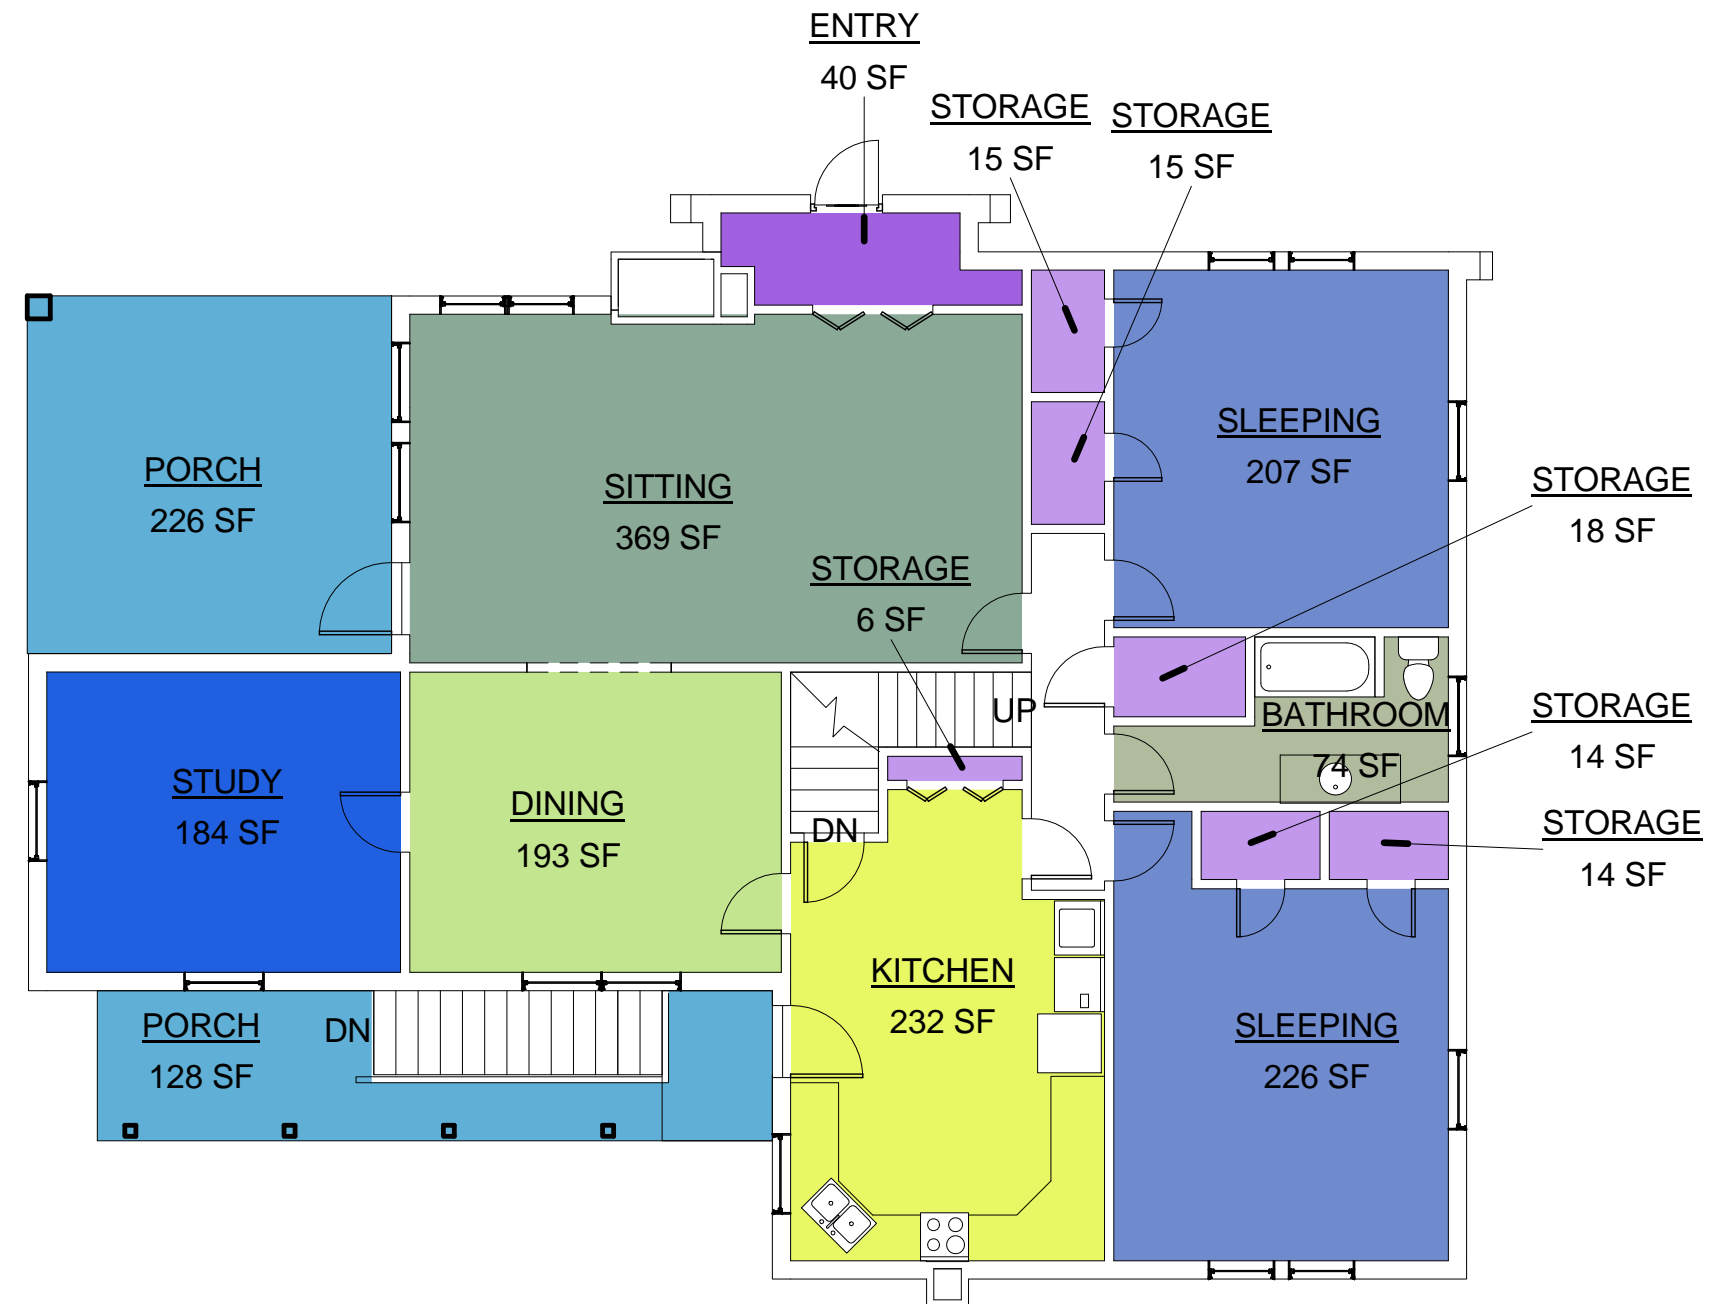 ENTRY
40 SF
STORAGE
15 SF
STORAGE
15 SF
PORCH
226 SF
SITTING
369 SF
SLEEPING
207 SF
STORAGE
18 SF
STORAGE
6 SF
UP
BATHROOM
74 SF
STORAGE
14 SF
STUDY
184 SF
DINING
193 SF
DN
STORAGE
14 SF
KITCHEN
232 SF
PORCH
128 SF
DN
SLEEPING
226 SF